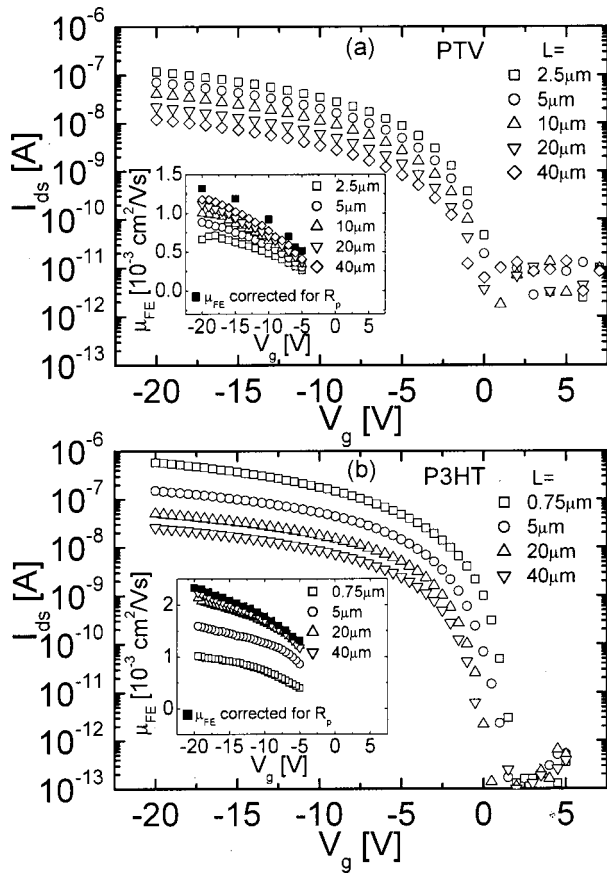 (a) PTV L=
2.5μm
5μm
10μm
20μm
40μm
10⁻⁶
10⁻⁷
10⁻⁸
10⁻⁹
10⁻¹⁰
10⁻¹¹
10⁻¹²
10⁻¹³
I_ds [A]
1.5
1.0
0.5
0.0
μ_FE [10⁻³ cm²/Vs]
2.5μm
5μm
10μm
20μm
40μm
μ_FE corrected for R_p
-20 -15 -10 -5 0 5
V_g [V]
-20 -15 -10 -5 0 5
V_g [V]
(b) P3HT L=
0.75μm
5μm
20μm
40μm
10⁻⁶
10⁻⁷
10⁻⁸
10⁻⁹
10⁻¹⁰
10⁻¹¹
10⁻¹²
10⁻¹³
I_ds [A]
2
1
0
μ_FE [10⁻³ cm²/Vs]
0.75μm
5μm
20μm
40μm
μ_FE corrected for R_p
-20 -15 -10 -5 0 5
V_g [V]
-20 -15 -10 -5 0 5
V_g [V]